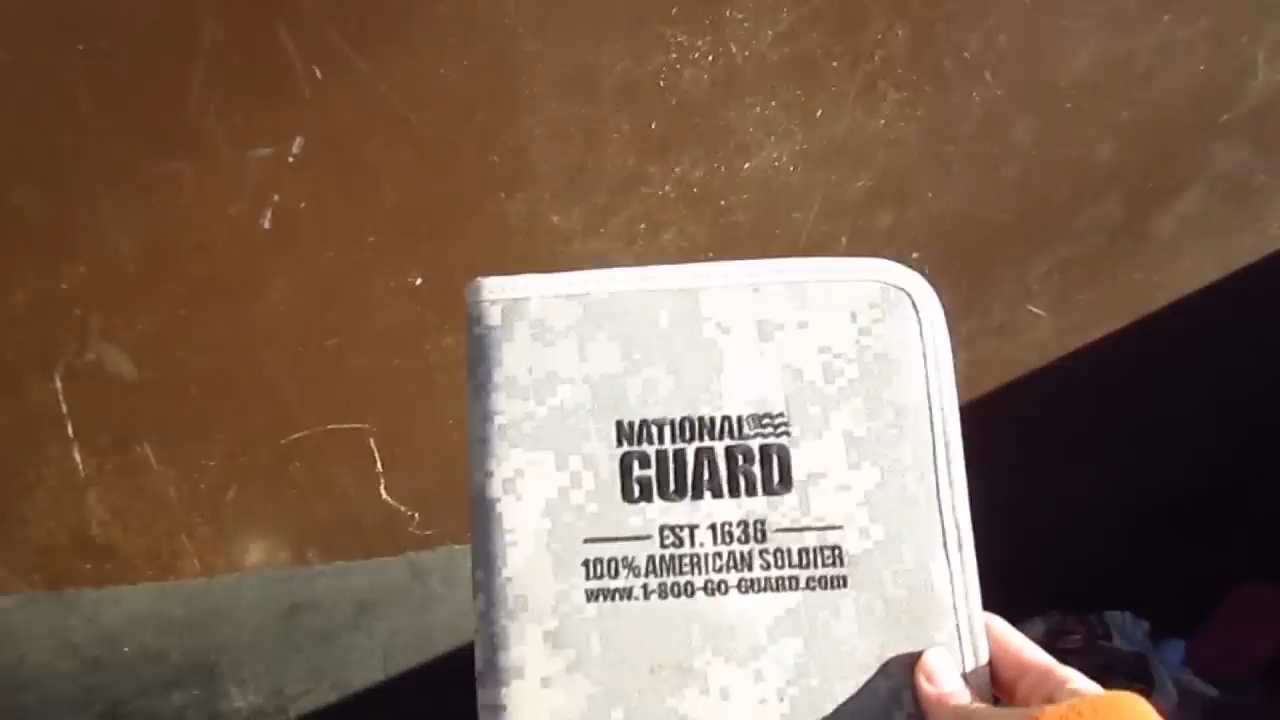 NATIONAL
GUARD
EST. 1636
100% AMERICAN SOLDIER
www.1-800-GO-GUARD.com